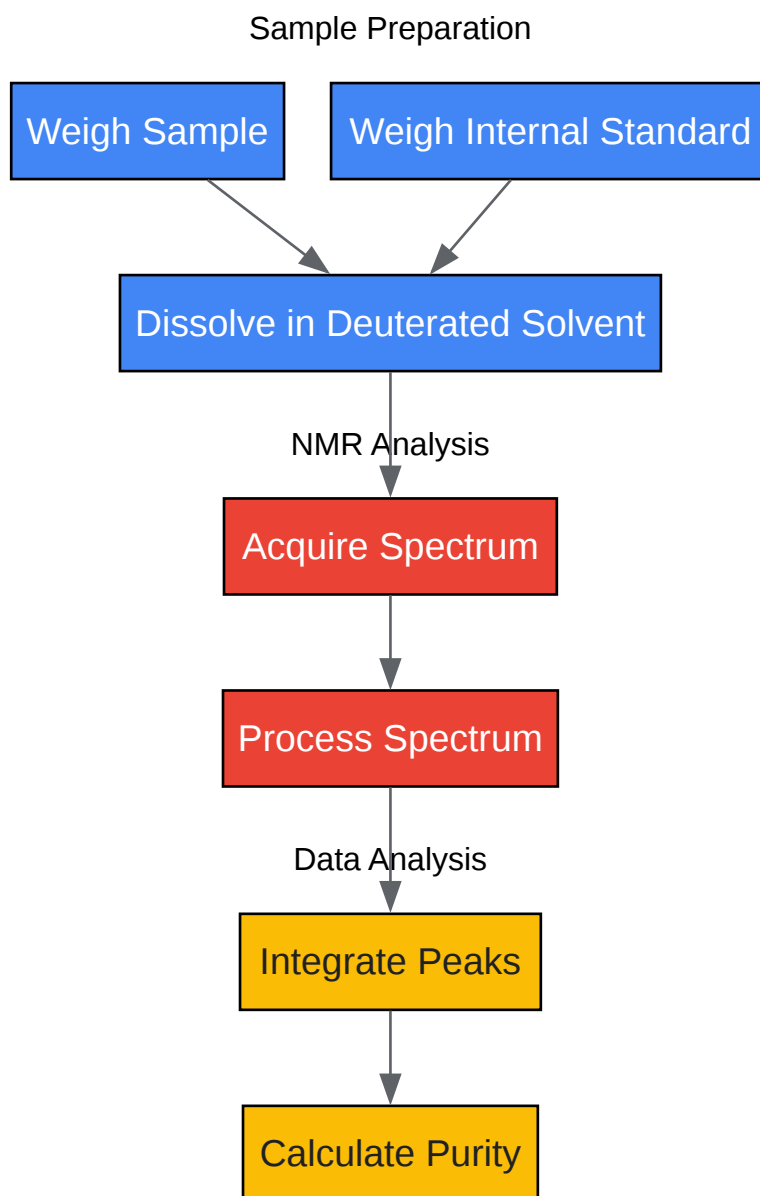 Sample Preparation
Weigh Sample
Weigh Internal Standard
Dissolve in Deuterated Solvent
NMR Analysis
Acquire Spectrum
Process Spectrum
Data Analysis
Integrate Peaks
Calculate Purity